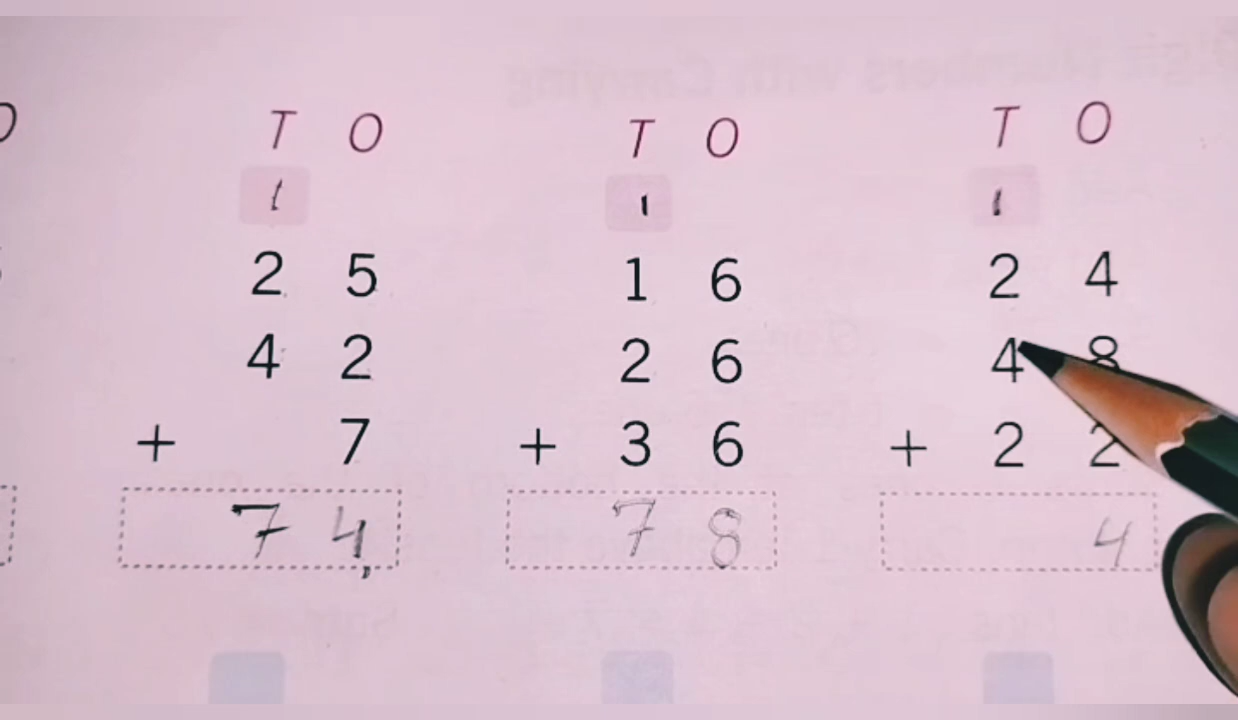 T O T O T O
1 1 1
2 5 1 6 2 4
4 2 2 6 4 8
+ 7 + 3 6 + 2 2
7 4, 7 8 4